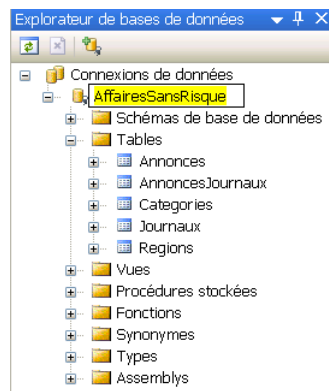 Explorateur de bases de données
Connexions de données
AffairesSansRisque
Schémas de base de données
Tables
Annonces
AnnoncesJournaux
Categories
Journaux
Regions
Vues
Procédures stockées
Fonctions
Synonymes
Types
Assemblys